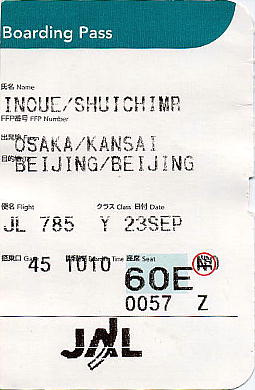 Boarding Pass
氏名 Name
INOUE/SHUICHIMR
FFP番号 FFP Number
出発地 From
OSAKA/KANSAI
目的地
BEIJING/BEIJING
便名 Flight クラス Class 日付 Date
JL 785 Y 23SEP
搭乗口 Gate Time 座席 Seat
45 1010 60E
0057 Z
JAL